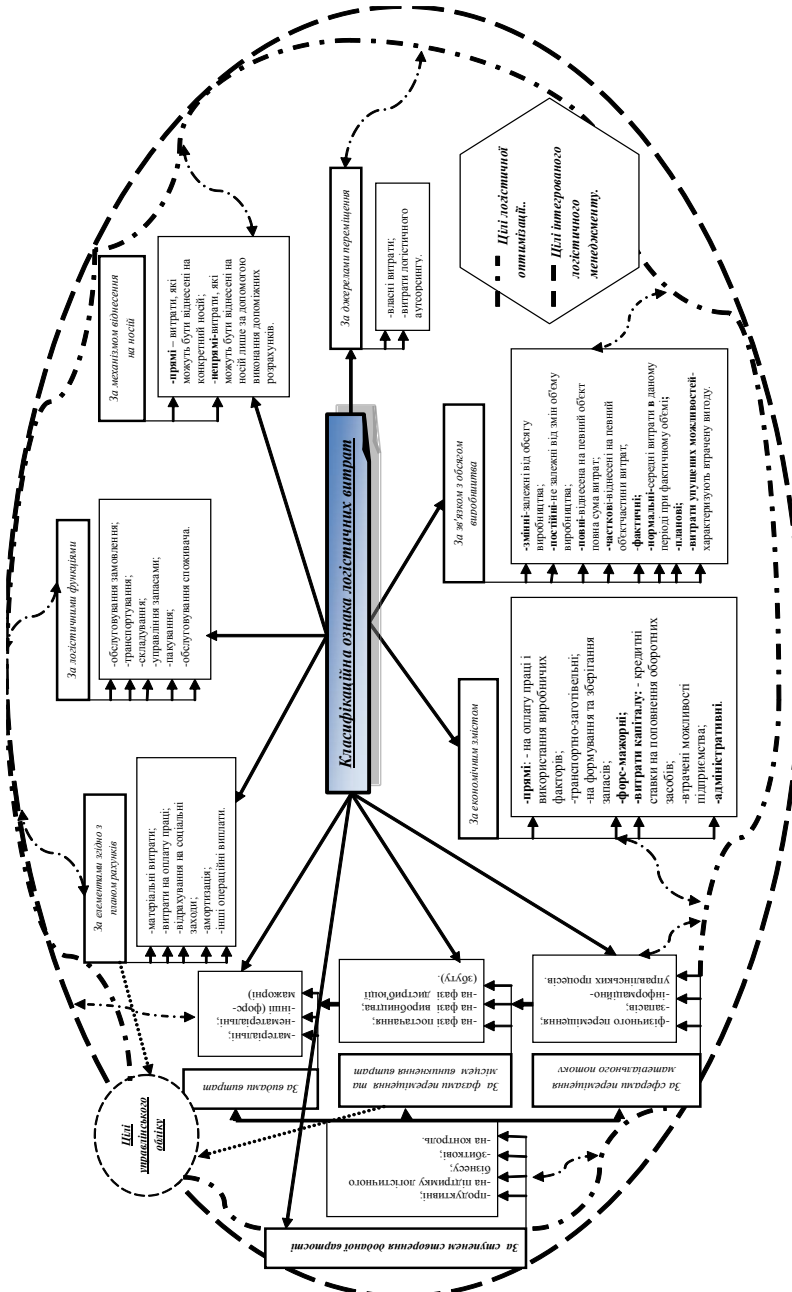 Класифікаційна ознака логістичних витрат
За ступенем створення доданої вартості
-продуктивні;
-на підтримку логістичного
бізнесу;
-збиткові;
-на контроль.
Цілі
управлінського
обліку
За видами витрат
-матеріальні;
-нематеріальні;
інші (форс-
мажорні)
За фазами переміщення та
місцем виникнення витрат
-на фазі постачання;
-на фазі виробництва;
-на фазі дистрибуції
(збуту).
За сферами переміщення
матеріального потоку
-фізичного переміщення;
запасів;
-інформаційно-
управлінських процесів.
За елементами згідно з
планом рахунків
-матеріальні витрати;
-витрати на оплату праці;
-відрахування на соціальні
заходи;
-амортизація;
-інші операційні виплати.
За логістичними функціями
-обслуговування замовлення;
-транспортування;
-складування;
-управління запасами;
-пакування;
-обслуговування споживача.
За механізмом віднесення
на носій
-прямі – витрати, які
можуть бути віднесені на
конкретний носій;
-непрямі-витрати, які
можуть бути віднесені на
носій лише за допомогою
виконання допоміжних
розрахунків.
За джерелами переміщення
-власні витрати;
-витрати логістичного
аутсорсингу.
За економічним змістом
-прямі: - на оплату праці і
використання виробничих
факторів;
-транспортно-заготівельні;
-на формування та зберігання
запасів;
-форс-мажорні;
-витрати капіталу: - кредитні
ставки на поповнення оборотних
засобів;
-втрачені можливості
підприємства;
-адміністративні.
За зв'язком з обсягом
виробництва
-змінні-залежні від обсягу
виробництва;
-постійні-не залежні від змін об'єму
виробництва;
-повні-віднесена на певний об'єкт
повна сума витрат;
-часткові-віднесені на певний
об'єктчастини витрат;
-фактичні;
-нормальні-середні витрати в даному
періоді при фактичному об'ємі;
-планові;
-витрати упущених можливостей-
характеризують втрачену вигоду.
Цілі логістичної
оптимізації..
Цілі інтегрованого
логістичного
менеджменту.